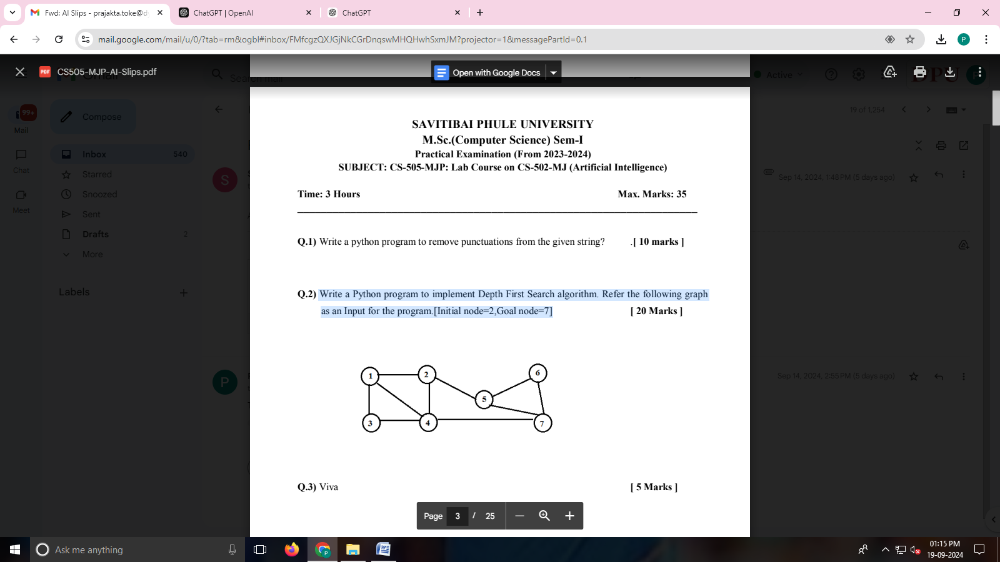 Fwd: AI Slips - prajakta.toke@d
ChatGPT | OpenAI
ChatGPT
mail.google.com/mail/u/0/?tab=rm&ogbl#inbox/FMfcgzQXJGjNkCGrDnqswMHQHwhSxmJM?projector=1&messagePartId=0.1
P
PDF
CS505-MJP-AI-Slips.pdf
Search mail
Open with Google Docs
Active
DPU
99+
Compose
19 of 1,254
Mail
Inbox 540
Chat
Starred
Snoozed
Meet
Sent
Drafts 2
More
Labels
S
Sep 14, 2024, 1:48 PM (5 days ago)
P
Sep 14, 2024, 2:55 PM (5 days ago)
SAVITIBAI PHULE UNIVERSITY
M.Sc.(Computer Science) Sem-I
Practical Examination (From 2023-2024)
SUBJECT: CS-505-MJP: Lab Course on CS-502-MJ (Artificial Intelligence)
Time: 3 Hours Max. Marks: 35
Q.1) Write a python program to remove punctuations from the given string? .[ 10 marks ]
Q.2) Write a Python program to implement Depth First Search algorithm. Refer the following graph
as an Input for the program.[Initial node=2,Goal node=7] [ 20 Marks ]
1 2 6
5
3 4 7
Q.3) Viva [ 5 Marks ]
Page 3 / 25
Ask me anything
01:15 PM
19-09-2024